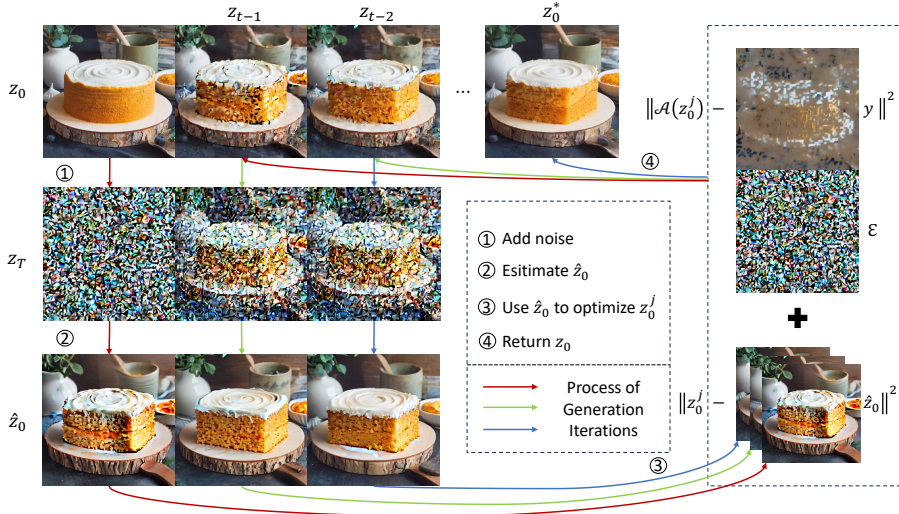 z_{t−1} z_{t−2} z_0^*
z_0
...
‖𝒜(z_0^j) − y‖^2
① ④
z_T
ε
① Add noise
② Esitimate ẑ_0
③ Use ẑ_0 to optimize z_0^j
④ Return z_0
+
②
Process of
Generation
Iterations
ẑ_0
‖z_0^j − ẑ_0‖^2
③